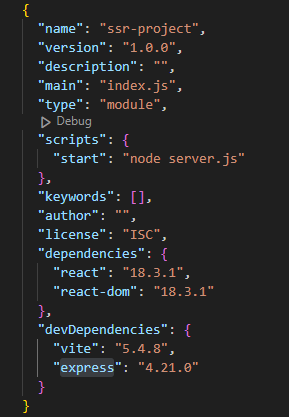 {
"name": "ssr-project",
"version": "1.0.0",
"description": "",
"main": "index.js",
"type": "module",
Debug
"scripts": {
"start": "node server.js"
},
"keywords": [],
"author": "",
"license": "ISC",
"dependencies": {
"react": "18.3.1",
"react-dom": "18.3.1"
},
"devDependencies": {
"vite": "5.4.8",
"express": "4.21.0"
}
}